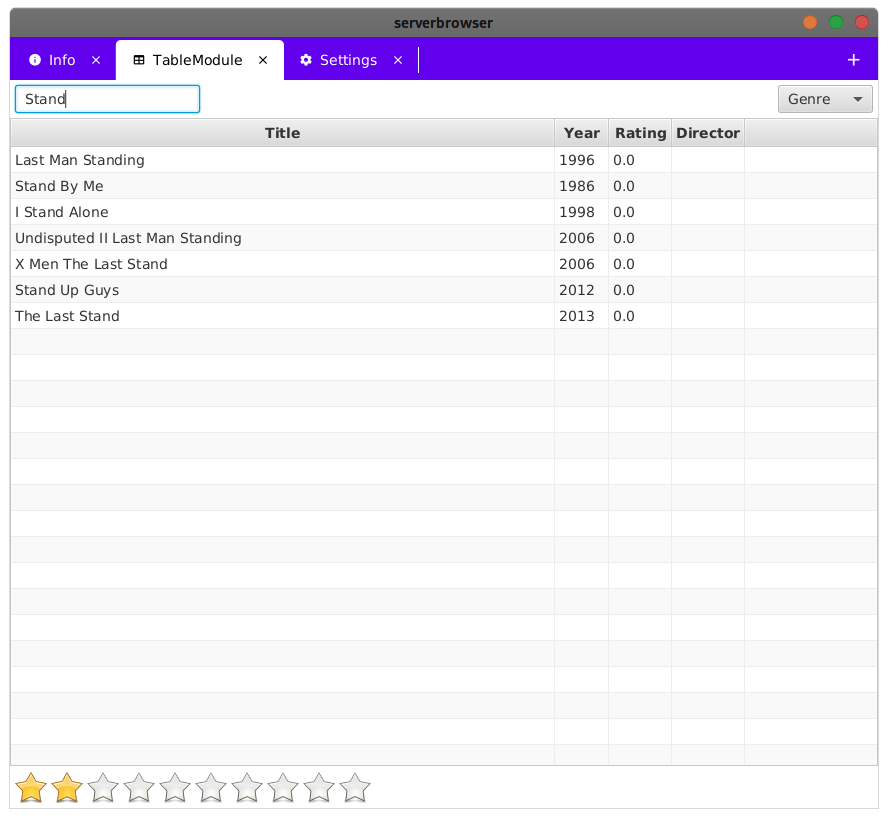 serverbrowser
Info TableModule Settings
Stand Genre
Title Year Rating Director
Last Man Standing 1996 0.0
Stand By Me 1986 0.0
I Stand Alone 1998 0.0
Undisputed II Last Man Standing 2006 0.0
X Men The Last Stand 2006 0.0
Stand Up Guys 2012 0.0
The Last Stand 2013 0.0